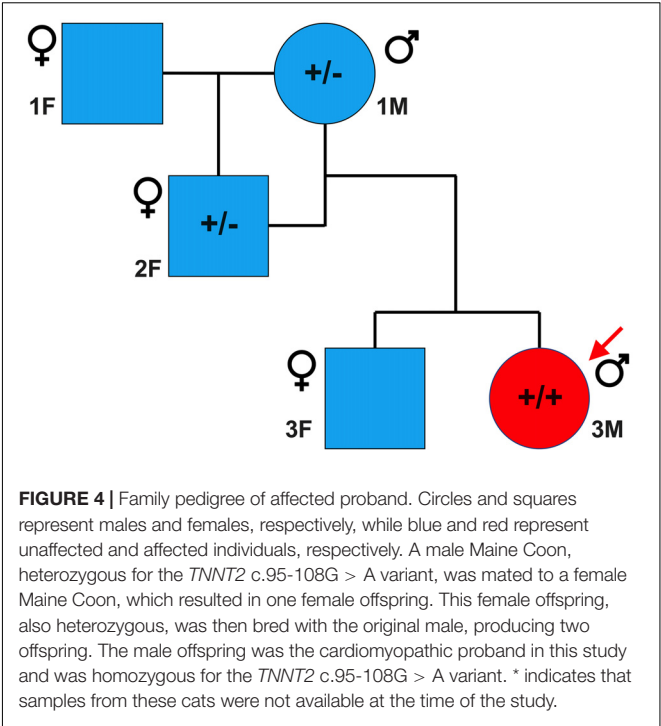 ♀
♂
+/-
1F
1M
♀
+/-
2F
♀
♂
+/+
3F
3M
FIGURE 4 | Family pedigree of affected proband. Circles and squares
represent males and females, respectively, while blue and red represent
unaffected and affected individuals, respectively. A male Maine Coon,
heterozygous for the TNNT2 c.95-108G > A variant, was mated to a female
Maine Coon, which resulted in one female offspring. This female offspring,
also heterozygous, was then bred with the original male, producing two
offspring. The male offspring was the cardiomyopathic proband in this study
and was homozygous for the TNNT2 c.95-108G > A variant. * indicates that
samples from these cats were not available at the time of the study.